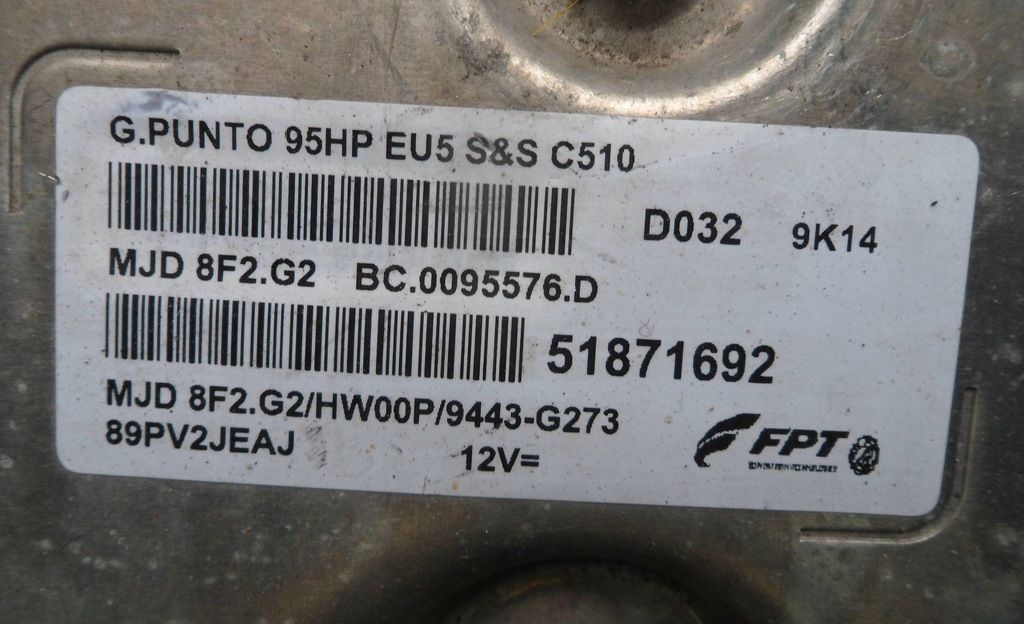 G.PUNTO 95HP EU5 S&S C510
D032 9K14
MJD 8F2.G2 BC.0095576.D
51871692
MJD 8F2.G2/HW00P/9443-G273
89PV2JEAJ 12V=
FPT